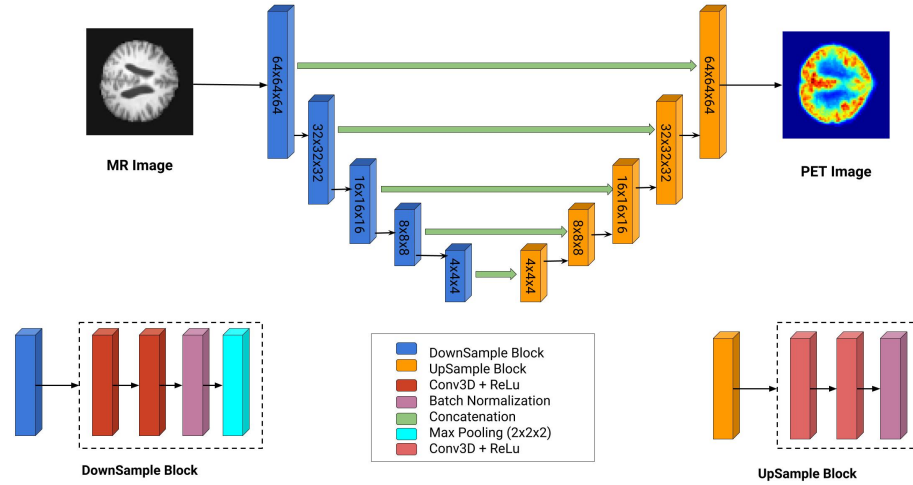 MR Image
64x64x64
32x32x32
16x16x16
8x8x8
4x4x4
4x4x4
8x8x8
16x16x16
32x32x32
64x64x64
PET Image
DownSample Block
DownSample Block
UpSample Block
Conv3D + ReLu
Batch Normalization
Concatenation
Max Pooling (2x2x2)
Conv3D + ReLu
UpSample Block